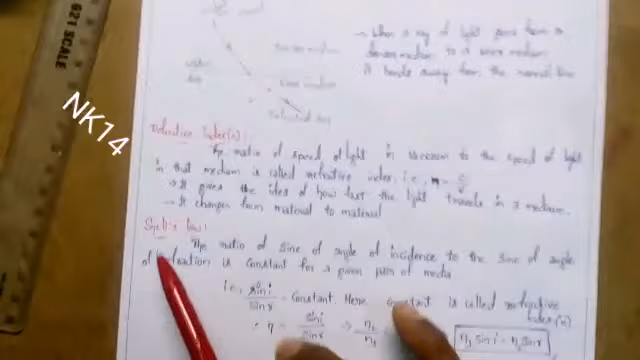 621 SCALE
NK14
→ When a ray of light goes from a
denser medium to a rarer medium
it bends away from the normal line
Refractive Index(n):
The ratio of speed of light in vaccum to the speed of light
in that medium is called refractive index. i.e., n = c/v
→ It gives the idea of how fast the light travels in a medium.
→ It changes from material to material
Snell's law:
The ratio of sine of angle of incidence to the sine of angle
of refraction is constant for a given pair of media
i.e., sin i / sin r = constant. Here constant is called refractive
index(n)
∴ n = sin i / sin r ⇒ n₂ / n₁
n₁ sin i = n₂ sin r